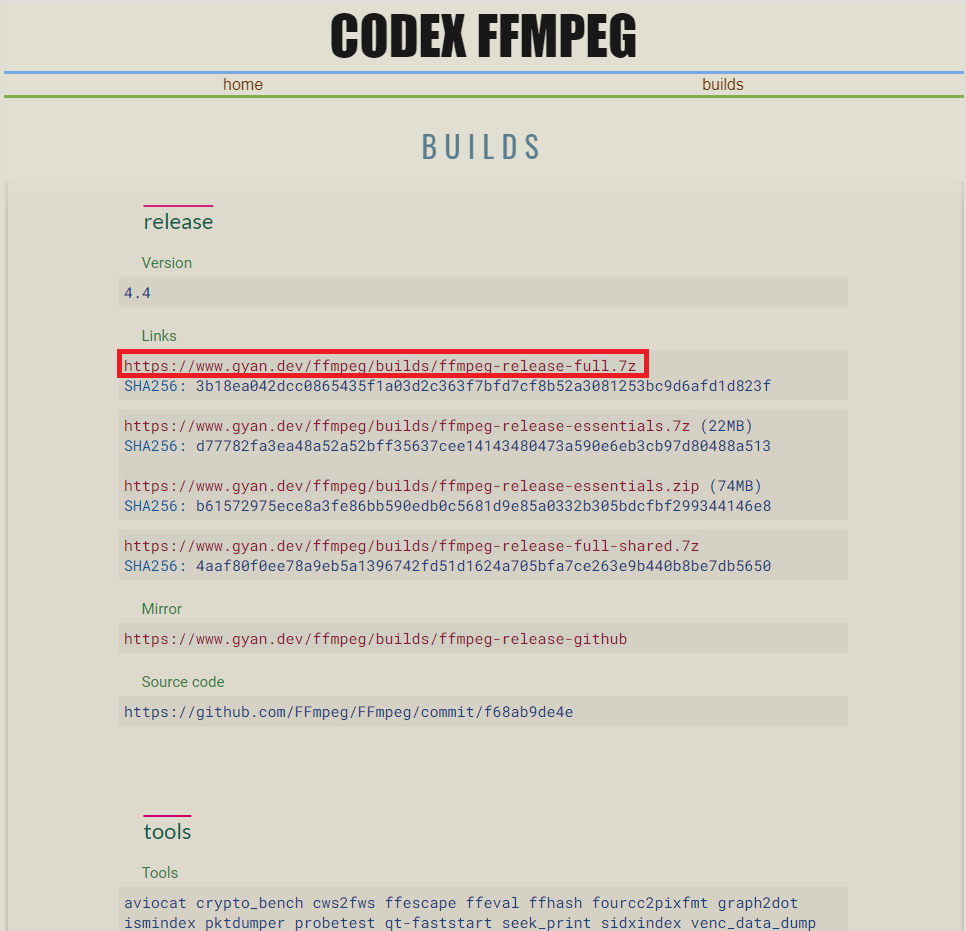 CODEX FFMPEG
home
builds
BUILDS
release
Version
4.4
Links
https://www.gyan.dev/ffmpeg/builds/ffmpeg-release-full.7z
SHA256: 3b18ea042dcc0865435f1a03d2c363f7bfd7cf8b52a3081253bc9d6afd1d823f
https://www.gyan.dev/ffmpeg/builds/ffmpeg-release-essentials.7z (22MB)
SHA256: d77782fa3ea48a52a52bff35637cee14143480473a590e6eb3cb97d80488a513
https://www.gyan.dev/ffmpeg/builds/ffmpeg-release-essentials.zip (74MB)
SHA256: b61572975ece8a3fe86bb590edb0c5681d9e85a0332b305bdcfbf299344146e8
https://www.gyan.dev/ffmpeg/builds/ffmpeg-release-full-shared.7z
SHA256: 4aaf80f0ee78a9eb5a1396742fd51d1624a705bfa7ce263e9b440b8be7db5650
Mirror
https://www.gyan.dev/ffmpeg/builds/ffmpeg-release-github
Source code
https://github.com/FFmpeg/FFmpeg/commit/f68ab9de4e
tools
Tools
aviocat crypto_bench cws2fws ffescape ffeval ffhash fourcc2pixfmt graph2dot
ismindex pktdumper probetest qt-faststart seek_print sidxindex venc_data_dump